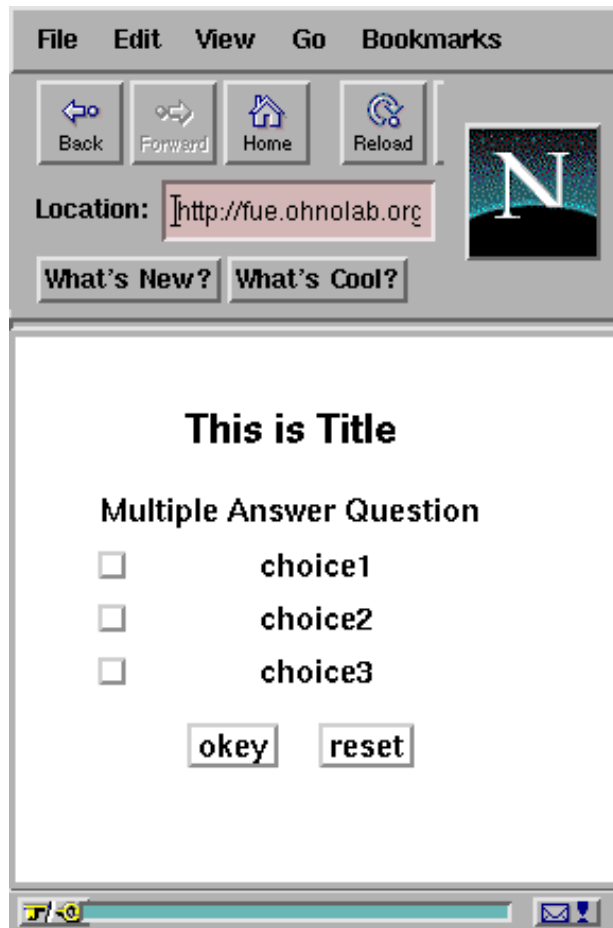 File Edit View Go Bookmarks
Back Forward Home Reload
N
Location: http://fue.ohnolab.org
What's New? What's Cool?
This is Title
Multiple Answer Question
choice1
choice2
choice3
okey reset